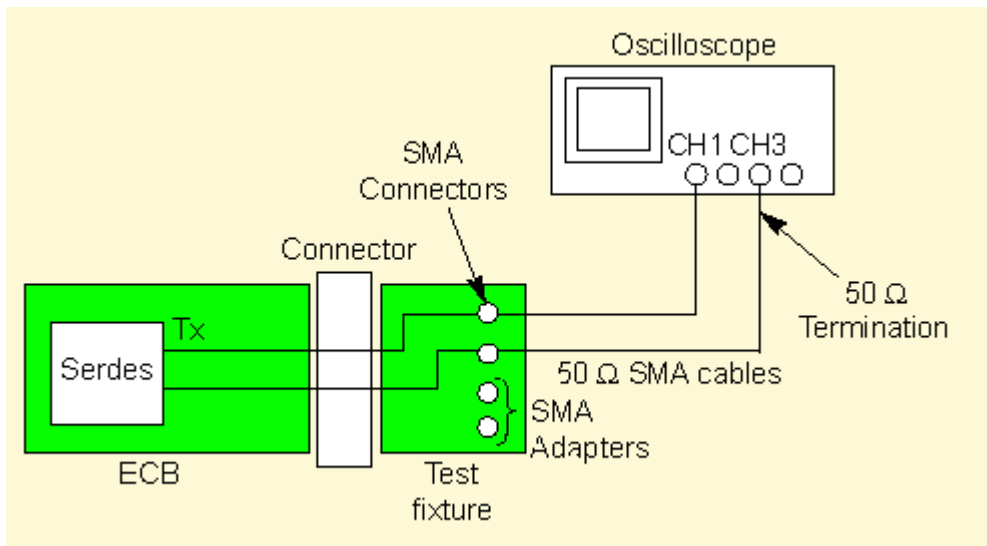 Oscilloscope
CH1 CH3
SMA
Connectors
Connector
50 Ω
Termination
Tx
Serdes
50 Ω SMA cables
SMA
Adapters
ECB
Test
fixture